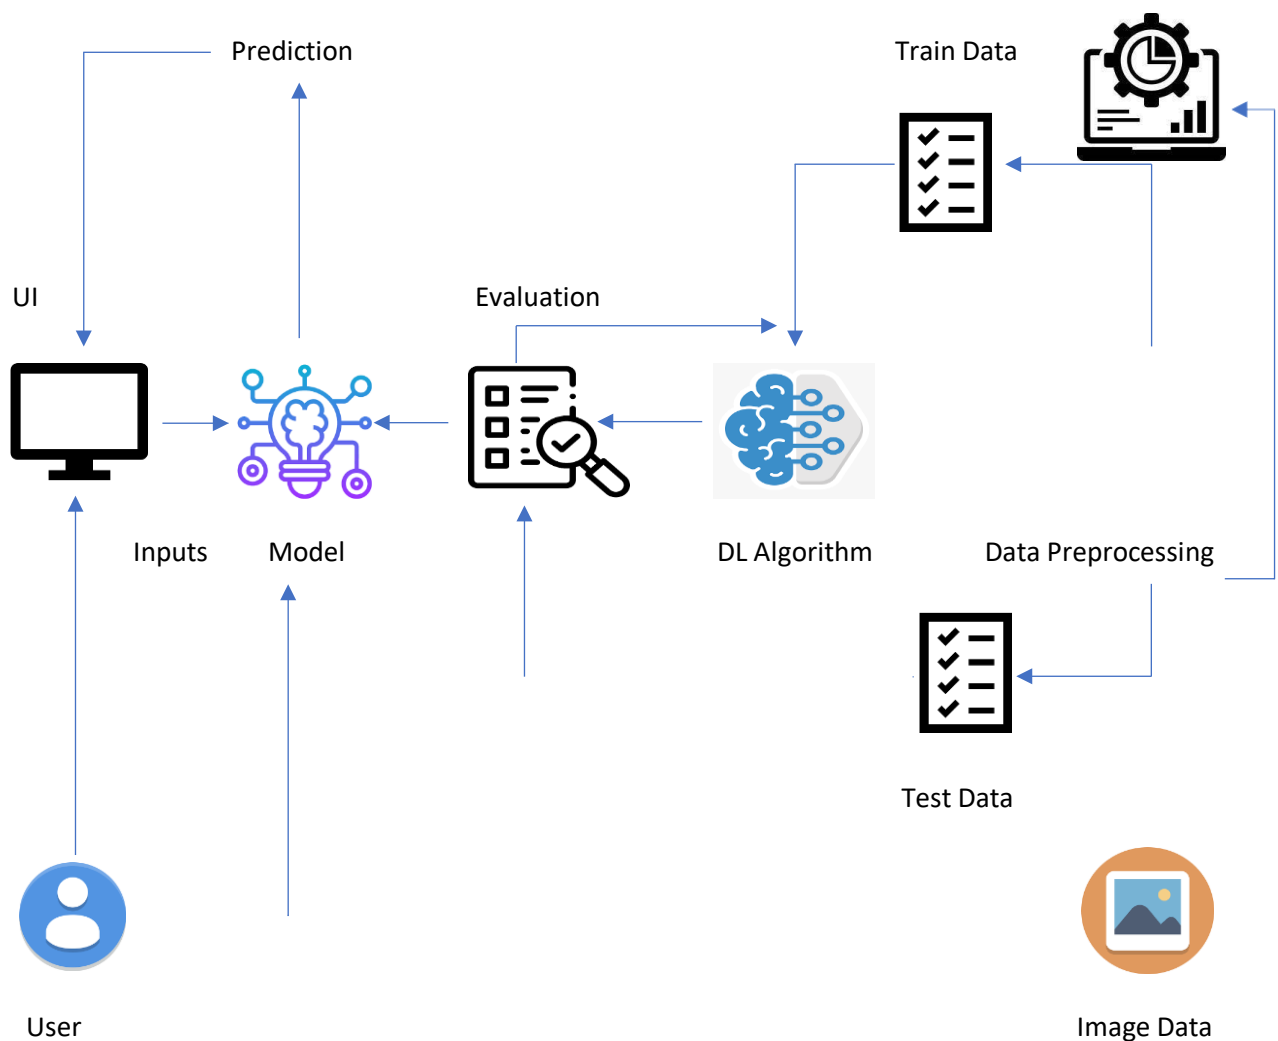 Prediction
Train Data
UI
Evaluation
Inputs
Model
DL Algorithm
Data Preprocessing
Test Data
User
Image Data